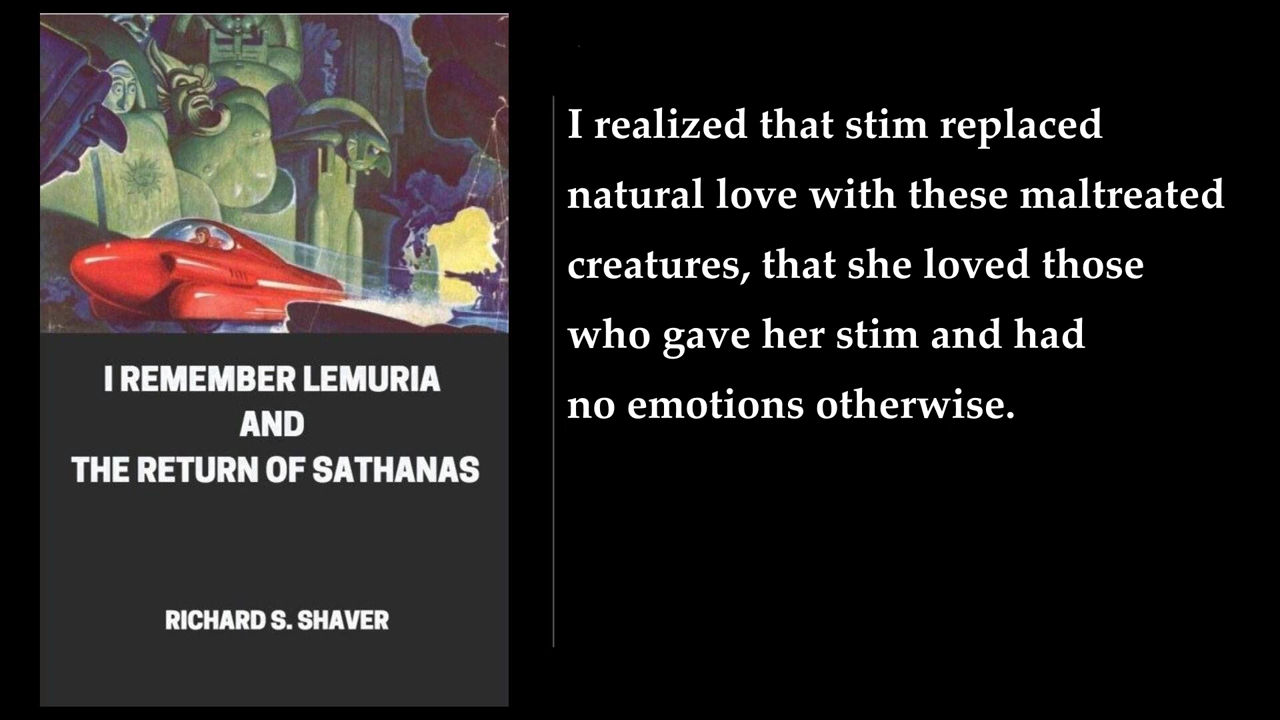 I REMEMBER LEMURIA
AND
THE RETURN OF SATHANAS
RICHARD S. SHAVER
I realized that stim replaced
natural love with these maltreated
creatures, that she loved those
who gave her stim and had
no emotions otherwise.